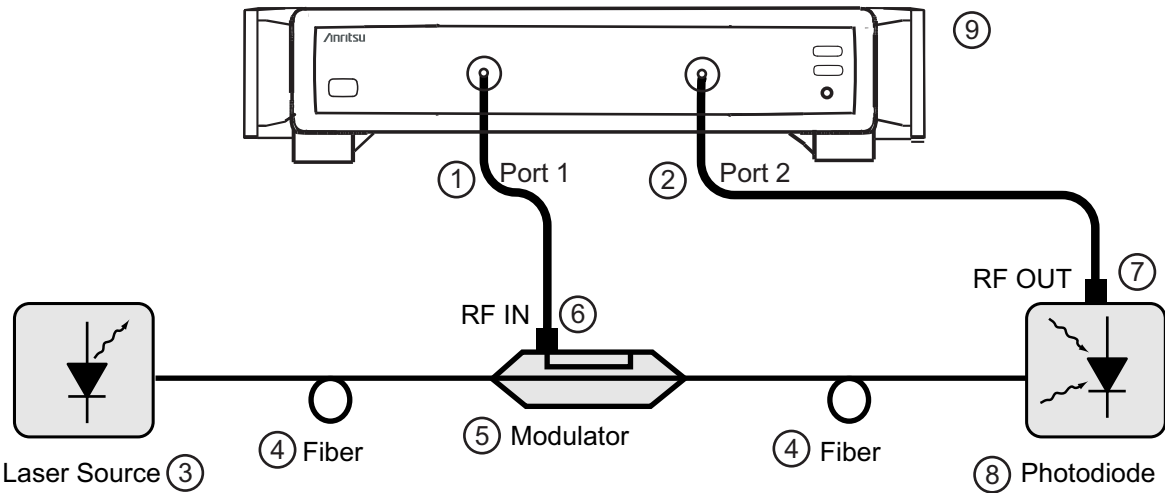 Anritsu
9
1 Port 1
2 Port 2
RF IN 6
RF OUT 7
4 Fiber
5 Modulator
4 Fiber
Laser Source 3
8 Photodiode